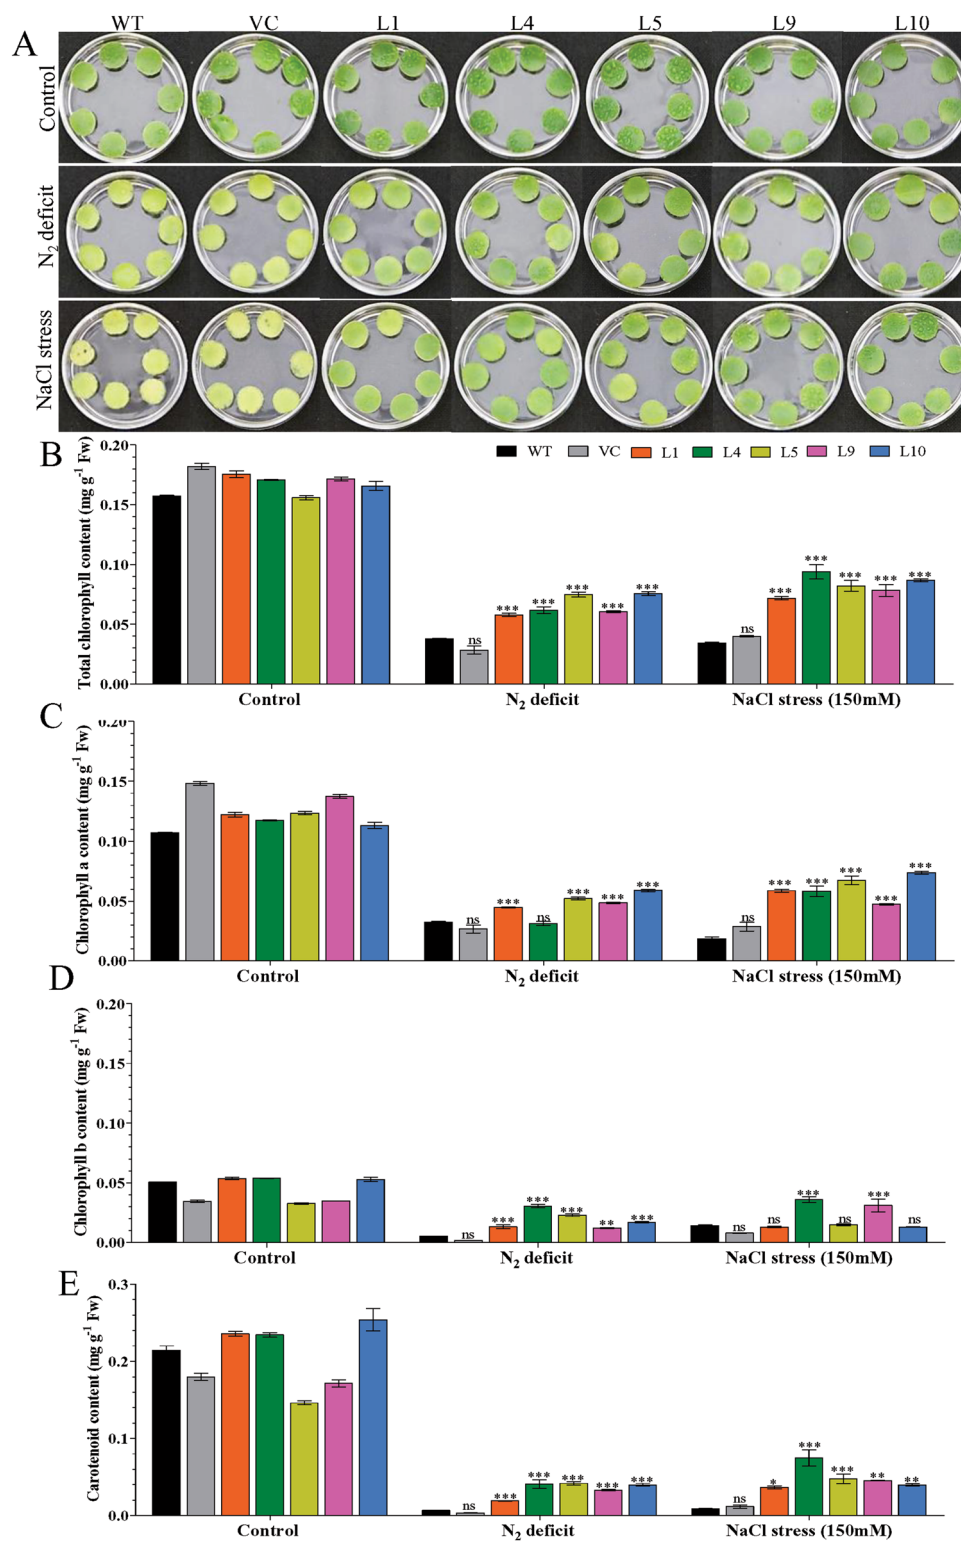 WT VC L1 L4 L5 L9 L10
A
Control
N₂ deficit
NaCl stress
B
WT VC L1 L4 L5 L9 L10
Total chlorophyll content (mg g⁻¹ Fw)
0.20
0.15
0.10
0.05
0.00
ns *** *** *** *** ***
ns *** *** *** *** ***
Control N₂ deficit NaCl stress (150mM)
C
Chlorophyll a content (mg g⁻¹ Fw)
0.20
0.15
0.10
0.05
0.00
ns *** ns *** *** ***
ns *** *** *** *** ***
Control N₂ deficit NaCl stress (150mM)
D
Chlorophyll b content (mg g⁻¹ Fw)
0.20
0.15
0.10
0.05
0.00
ns *** *** *** ** ***
ns ns *** ns *** ns
Control N₂ deficit NaCl stress (150mM)
E
Carotenoid content (mg g⁻¹ Fw)
0.3
0.2
0.1
0.0
ns *** *** *** *** ***
ns * *** *** ** **
Control N₂ deficit NaCl stress (150mM)